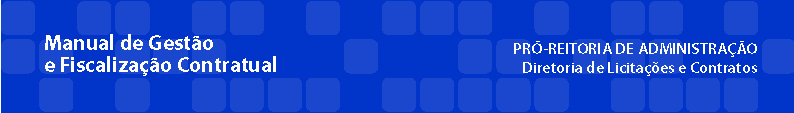 Manual de Gestão
e Fiscalização Contratual
PRÓ-REITORIA DE ADMINISTRAÇÃO
Diretoria de Licitações e Contratos